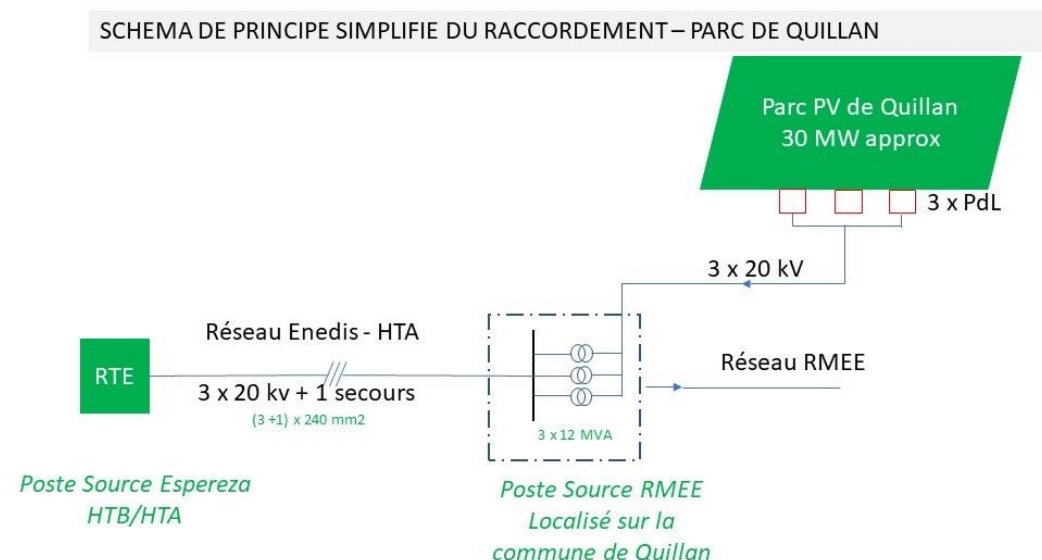 SCHEMA DE PRINCIPE SIMPLIFIE DU RACCORDEMENT – PARC DE QUILLAN
Parc PV de Quillan
30 MW approx
3 x PdL
3 x 20 kV
Réseau Enedis - HTA
RTE
3 x 20 kv + 1 secours
(3 +1) x 240 mm2
Réseau RMEE
3 x 12 MVA
Poste Source Espereza
HTB/HTA
Poste Source RMEE
Localisé sur la
commune de Quillan